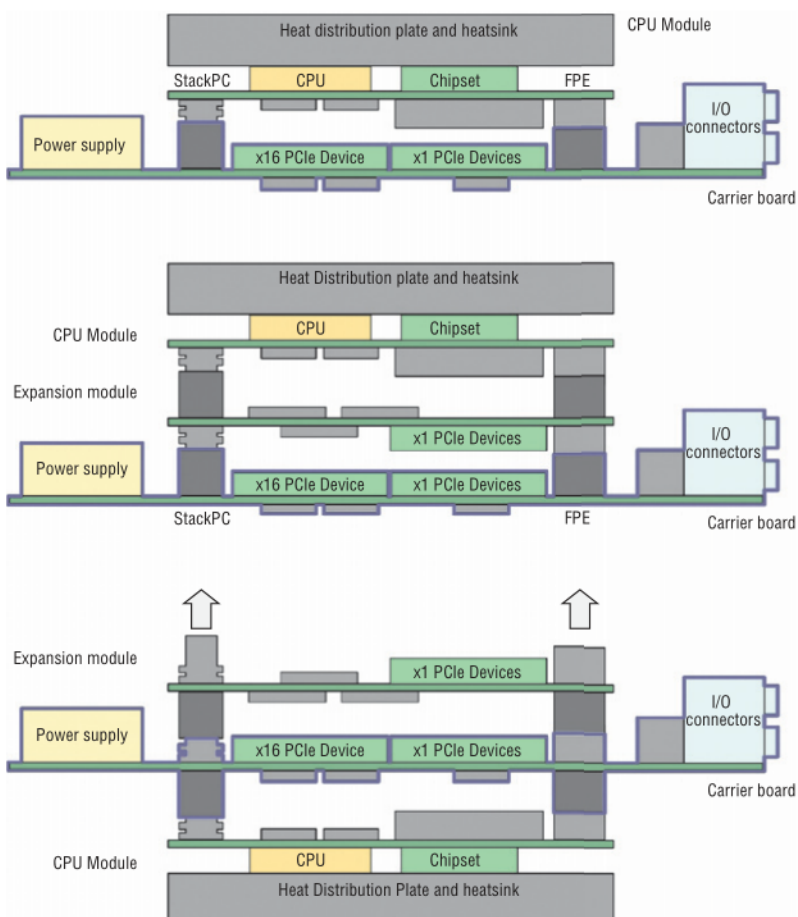 Heat distribution plate and heatsink
CPU Module
StackPC
CPU
Chipset
FPE
I/O
connectors
Power supply
x16 PCIe Device
x1 PCIe Devices
Carrier board
Heat Distribution plate and heatsink
CPU Module
CPU
Chipset
Expansion module
x1 PCIe Devices
I/O
connectors
Power supply
x16 PCIe Device
x1 PCIe Devices
StackPC
FPE
Carrier board
Expansion module
x1 PCIe Devices
I/O
connectors
Power supply
x16 PCIe Device
x1 PCIe Devices
Carrier board
CPU Module
CPU
Chipset
Heat Distribution Plate and heatsink